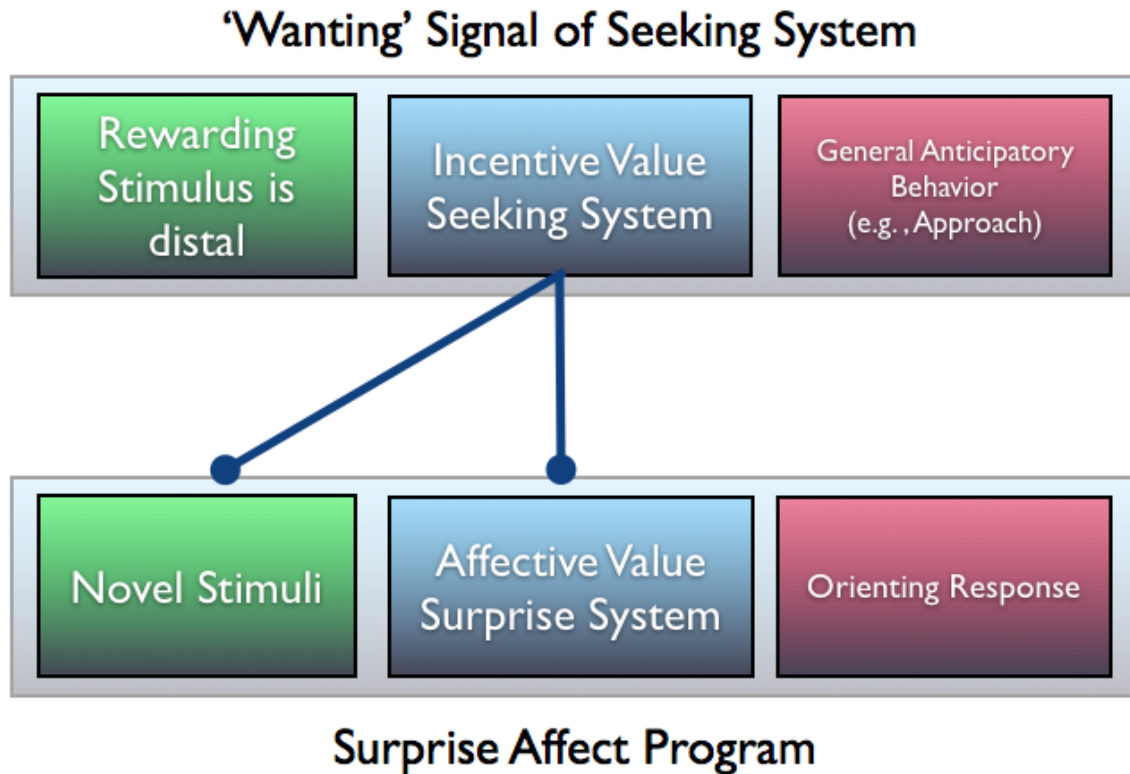 ‘Wanting’ Signal of Seeking System
Rewarding
Stimulus is
distal
Incentive Value
Seeking System
General Anticipatory
Behavior
(e.g. , Approach)
Novel Stimuli
Affective Value
Surprise System
Orienting Response
Surprise Affect Program